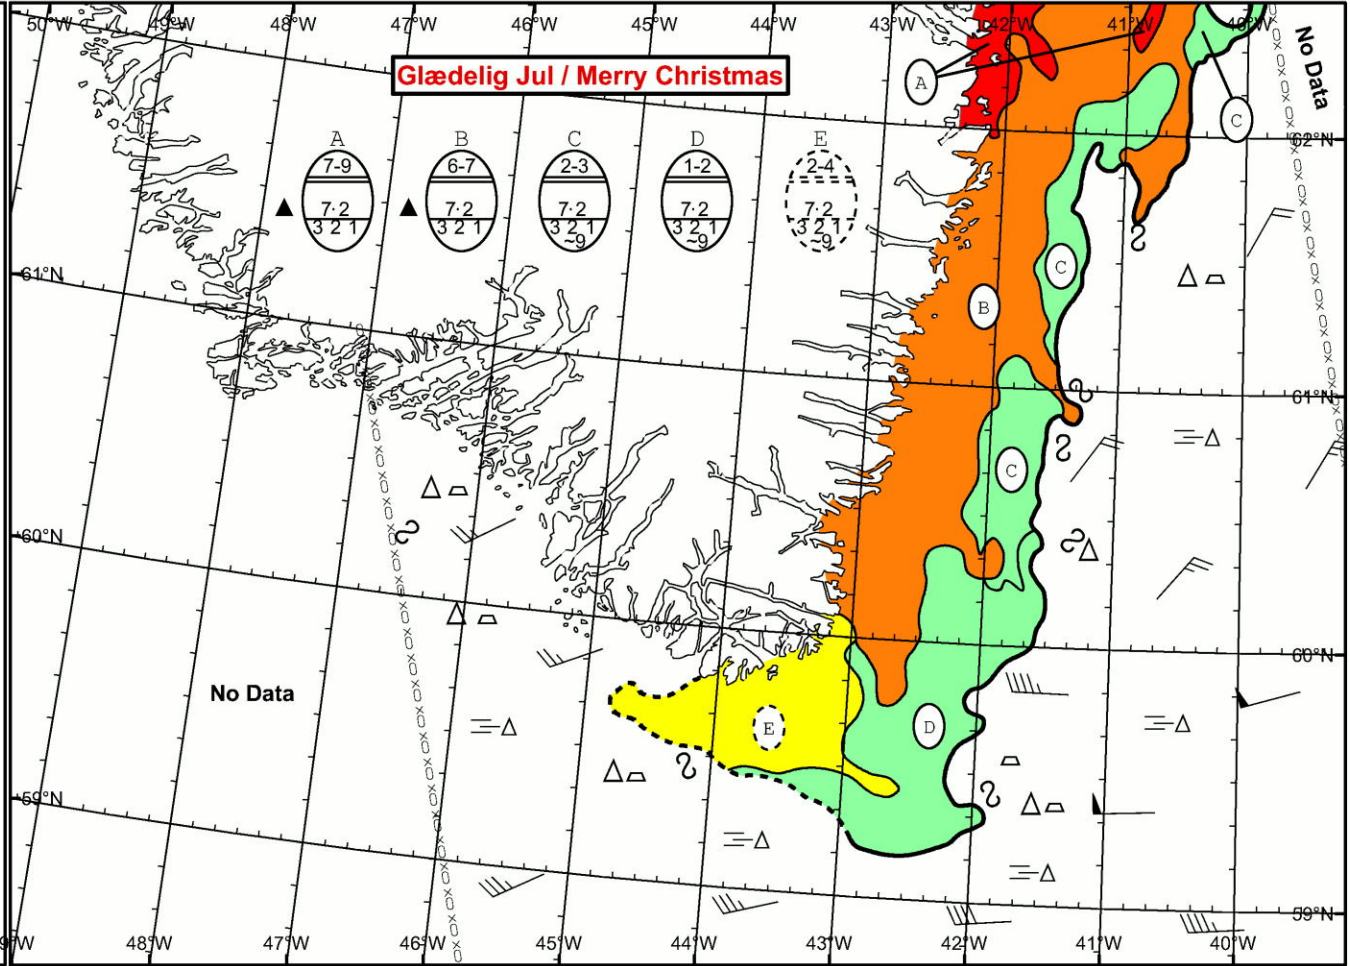 50°W 49°W 48°W 47°W 46°W 45°W 44°W 43°W 42°W 41°W 40°W
No Data
Glædelig Jul / Merry Christmas
A
C
62°N
A B C D E
7-9 6-7 2-3 1-2 2-4
7·2 7·2 7·2 7·2 7·2
3 2 1 3 2 1 3 2 1 3 2 1 3 2 1
~9 ~9 ~9
61°N
C
B
61°N
C
60°N
60°N
No Data
E
D
59°N
59°N
9°W 48°W 47°W 46°W 45°W 44°W 43°W 42°W 41°W 40°W